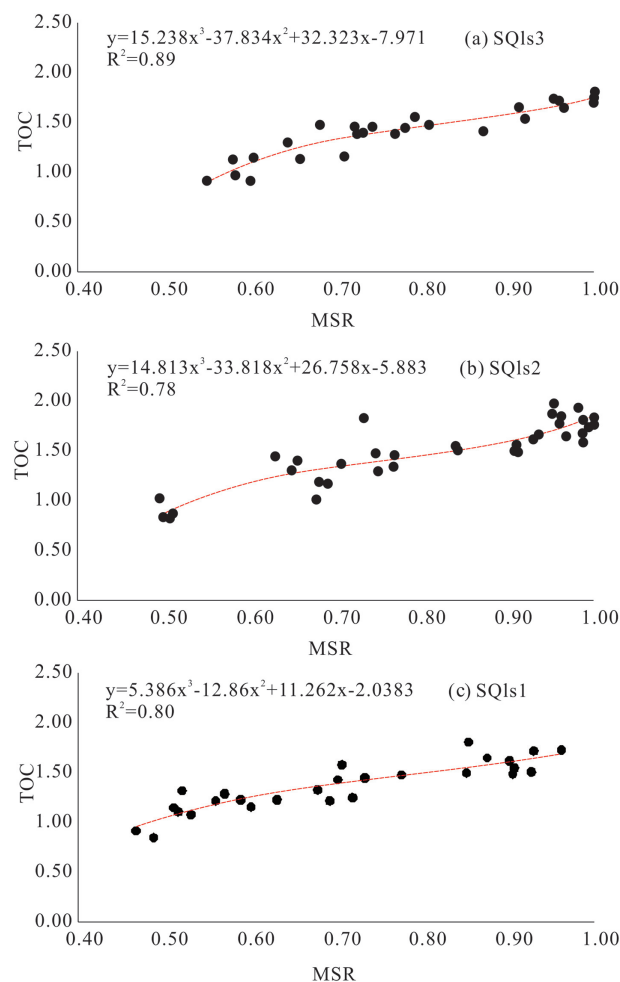 2.50
y=15.238x³-37.834x²+32.323x-7.971 (a) SQls3
R²=0.89
2.00
1.50
TOC
1.00
0.50
0.00
0.40 0.50 0.60 0.70 0.80 0.90 1.00
MSR
2.50
y=14.813x³-33.818x²+26.758x-5.883 (b) SQls2
R²=0.78
2.00
1.50
TOC
1.00
0.50
0.00
0.40 0.50 0.60 0.70 0.80 0.90 1.00
MSR
2.50
y=5.386x³-12.86x²+11.262x-2.0383 (c) SQls1
R²=0.80
2.00
1.50
TOC
1.00
0.50
0.00
0.40 0.50 0.60 0.70 0.80 0.90 1.00
MSR